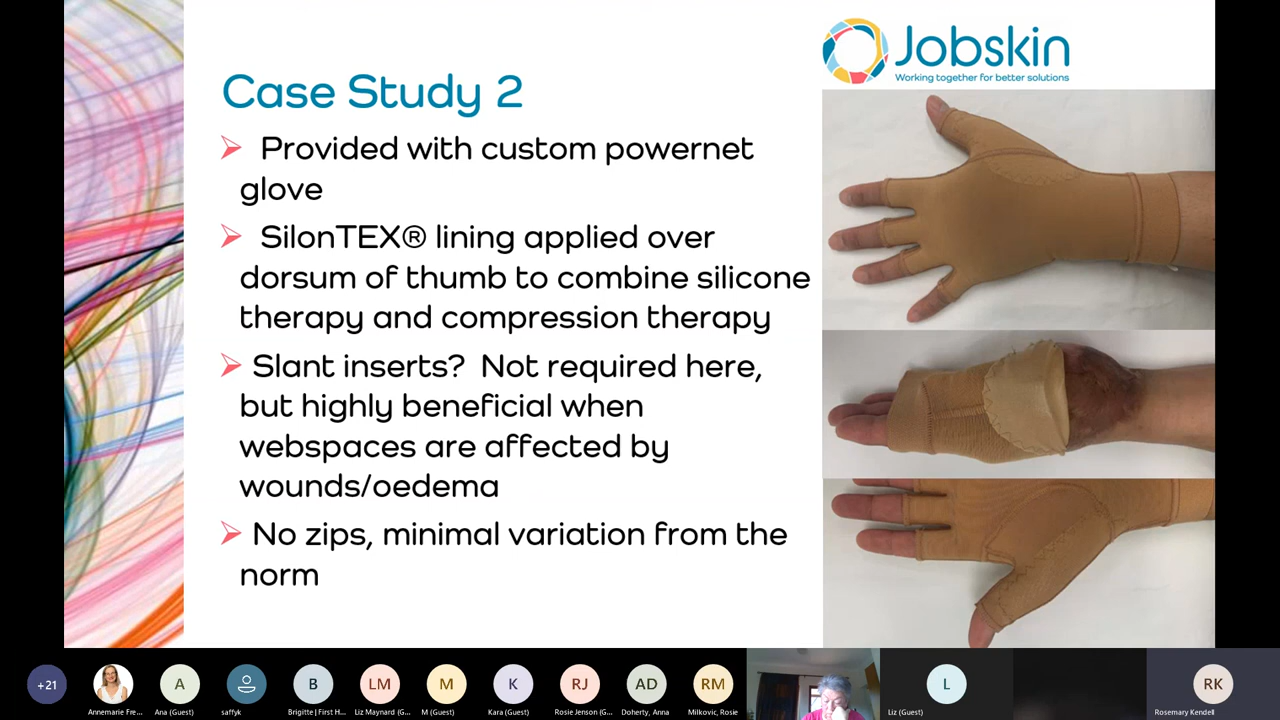 Jobskin
Working together for better solutions
Case Study 2
Provided with custom powernet
glove
SilonTEX® lining applied over
dorsum of thumb to combine silicone
therapy and compression therapy
Slant inserts?  Not required here,
but highly beneficial when
webspaces are affected by
wounds/oedema
No zips, minimal variation from the
norm
+21
Annemarie Fre...
A
Ana (Guest)
saffyk
B
Brigitte | First H...
LM
Liz Maynard (G...
M
M (Guest)
K
Kara (Guest)
RJ
Rosie Jenson (G...
AD
Doherty, Anna
RM
Milkovic, Rosie
L
Liz (Guest)
RK
Rosemary Kendell